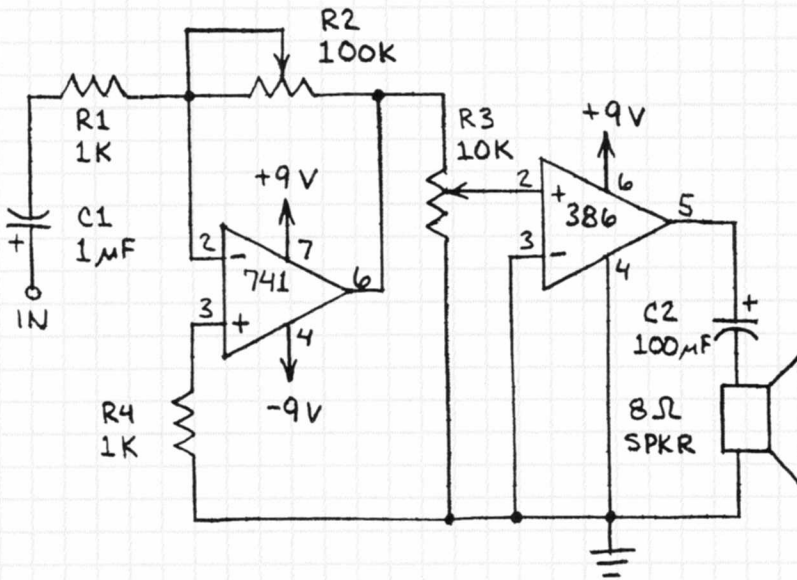 R2
100K
R1
1K
C1
1µF
+
IN
+9V
2
-
7
741
6
3
+
4
-9V
R4
1K
R3
10K
+9V
2
+
6
386
5
3
-
4
C2
100µF
+
8Ω
SPKR